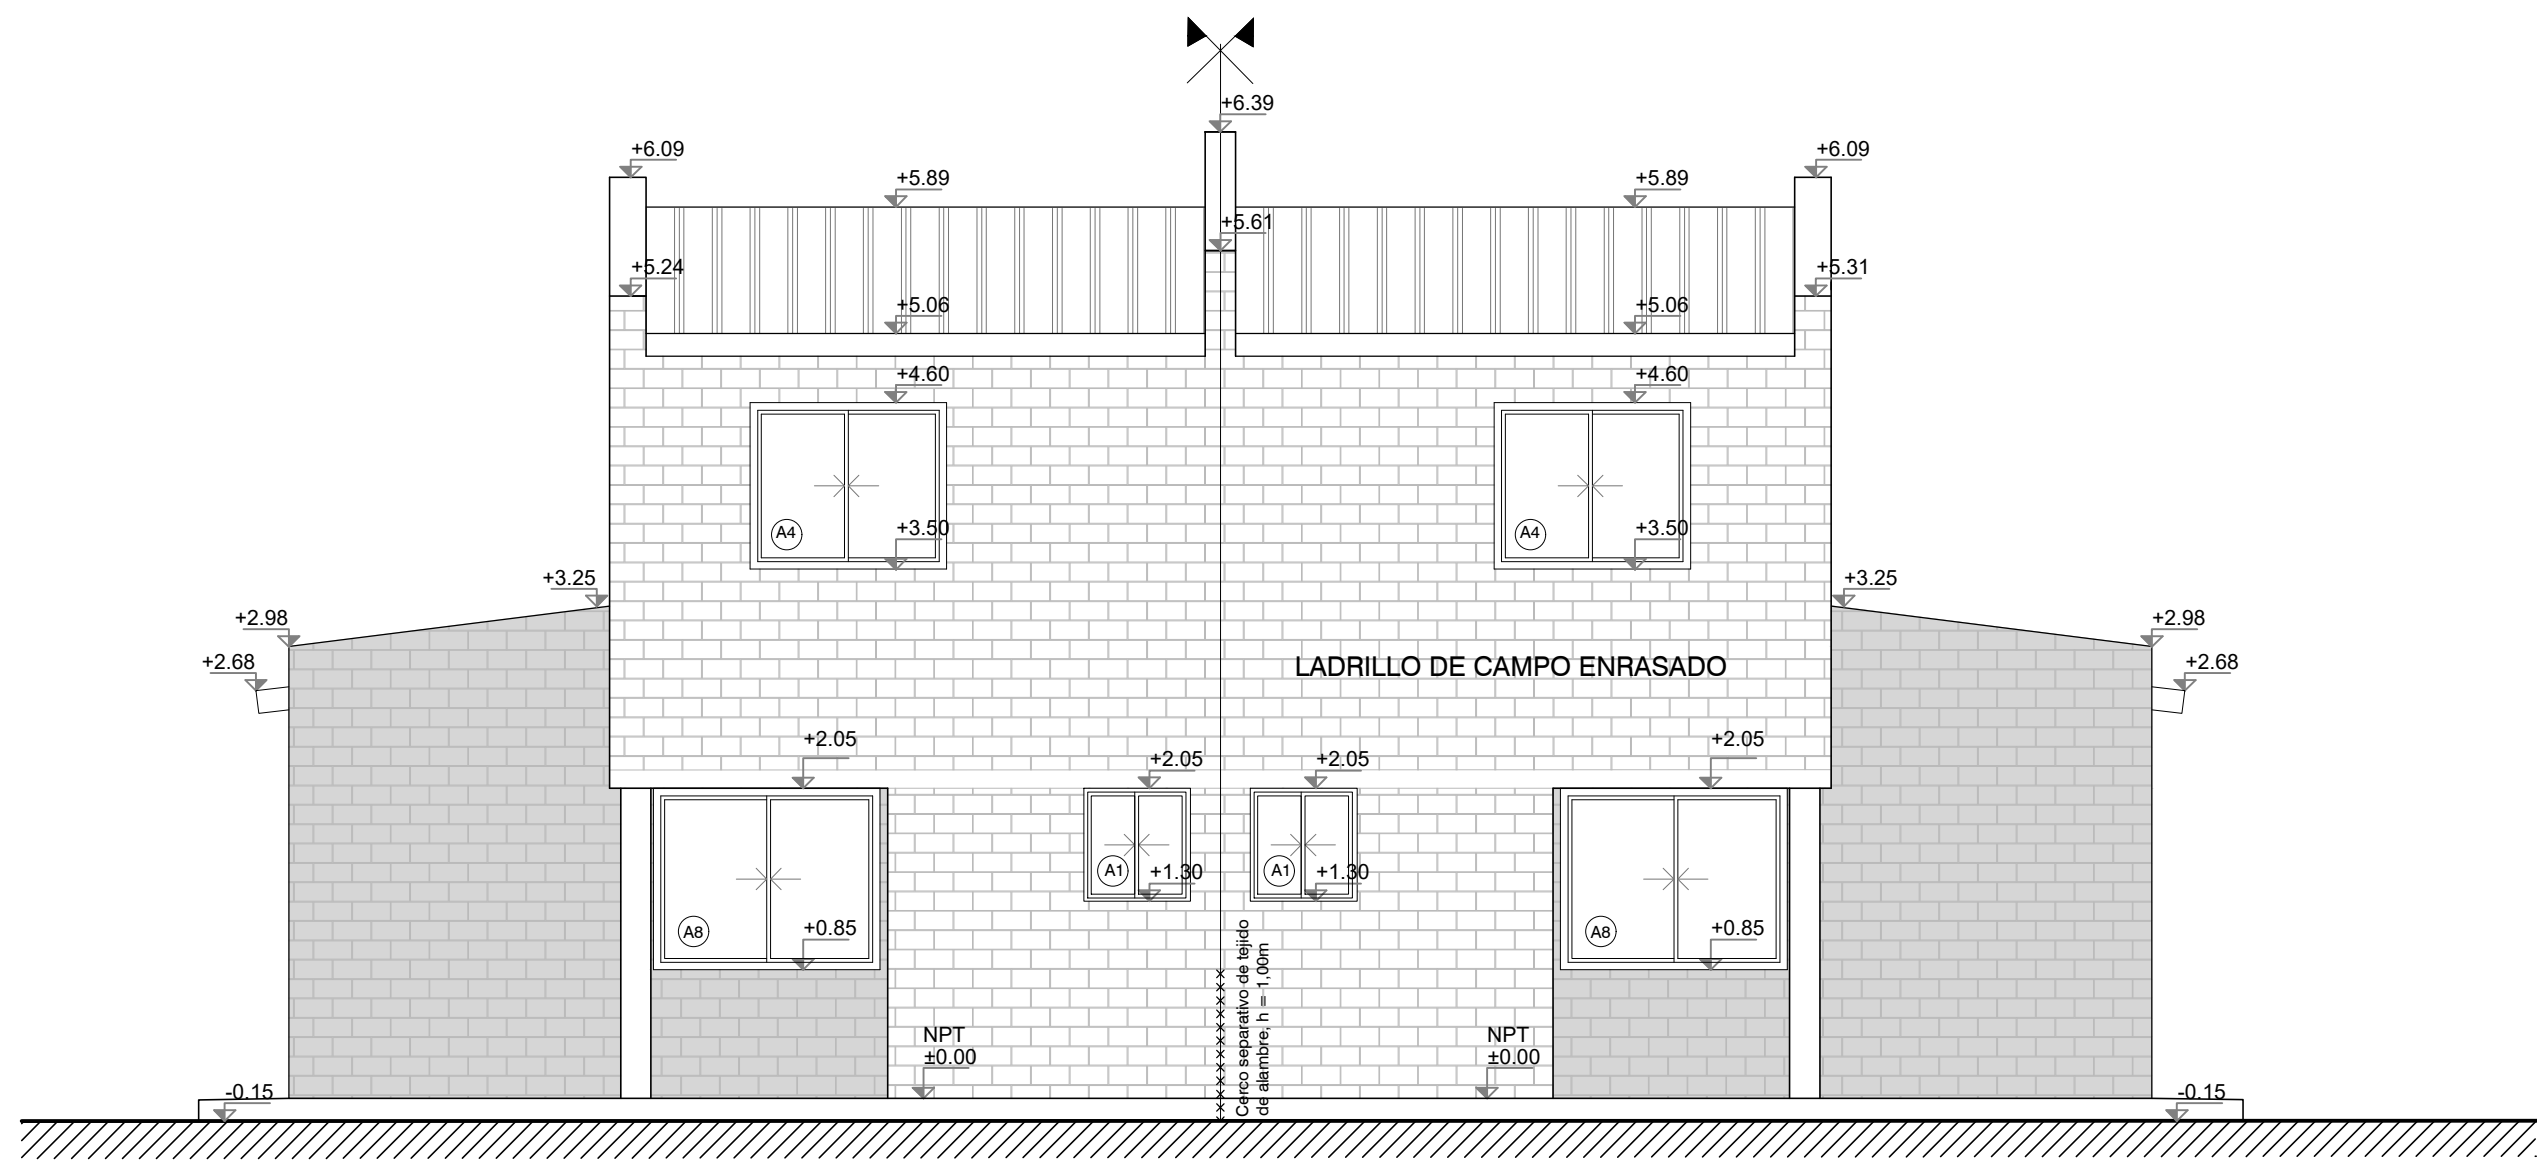 +6.39
+6.09
+6.09
+5.89
+5.89
+5.61
+5.24
+5.31
+5.06
+5.06
+4.60
+4.60
A4
+3.50
A4
+3.50
+3.25
+3.25
+2.98
+2.98
+2.68
+2.68
LADRILLO DE CAMPO ENRASADO
+2.05
+2.05
+2.05
+2.05
A1
+1.30
A1
+1.30
A8
+0.85
A8
+0.85
Cerco separativo de tejido
de alambre, h = 1,00m
NPT
±0.00
NPT
±0.00
-0.15
-0.15